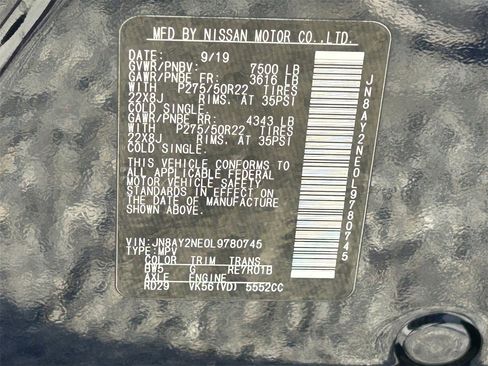 MFD BY NISSAN MOTOR CO.,LTD.
DATE: 9/19
GVWR/PNBV: 7500 LB
GAWR/PNBE FR: 3616 LB
WITH P275/50R22 TIRES
22X8J RIMS. AT 35PSI
COLD SINGLE.
GAWR/PNBE RR: 4343 LB
WITH P275/50R22 TIRES
22X8J RIMS. AT 35PSI
COLD SINGLE.
THIS VEHICLE CONFORMS TO
ALL APPLICABLE FEDERAL
MOTOR VEHICLE SAFETY
STANDARDS IN EFFECT ON
THE DATE OF MANUFACTURE
SHOWN ABOVE.
VIN:JN8AY2NE0L9780745
TYPE:MPV
COLOR TRIM TRANS
BW5 G RE7R01B
AXLE ENGINE
RD29 VK56(VD) 5552CC
JN8AY2NE0L9780745